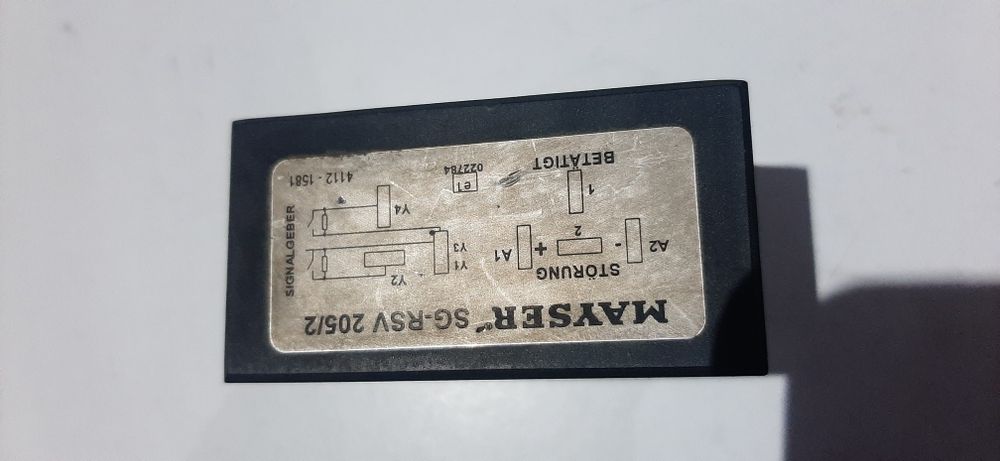 MAYSER® SG-RSV 205/2
STÖRUNG
A2
-
2
+
A1
1
BETÄTIGT
Y2
Y1
Y3
Y4
SIGNALGEBER
e1
022784
4112 - 1581